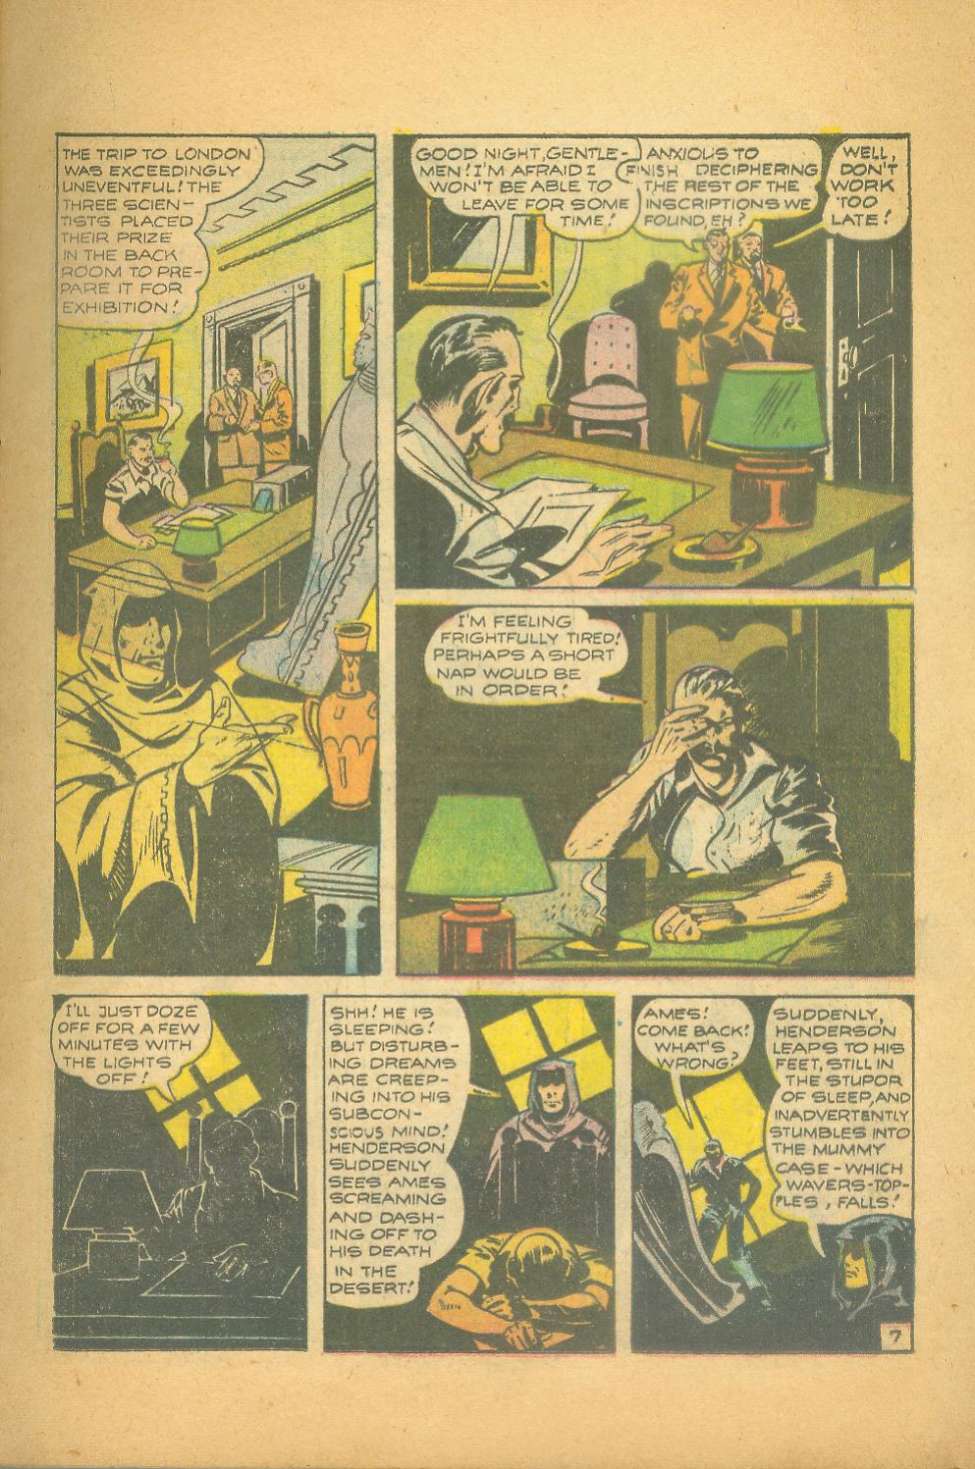 THE TRIP TO LONDON
WAS EXCEEDINGLY
UNEVENTFUL! THE
THREE SCIEN-
TISTS PLACED
THEIR PRIZE
IN THE BACK
ROOM TO PRE-
PARE IT FOR
EXHIBITION!
GOOD NIGHT, GENTLE-
MEN! I'M AFRAID I
WON'T BE ABLE TO
LEAVE FOR SOME
TIME!
ANXIOUS TO
FINISH DECIPHERING
THE REST OF THE
INSCRIPTIONS WE
FOUND, EH?
WELL,
DON'T
WORK
TOO
LATE!
I'M FEELING
FRIGHTFULLY TIRED!
PERHAPS A SHORT
NAP WOULD BE
IN ORDER!
I'LL JUST DOZE
OFF FOR A FEW
MINUTES WITH
THE LIGHTS
OFF!
SHH! HE IS
SLEEPING!
BUT DISTURB-
ING DREAMS
ARE CREEP-
ING INTO HIS
SUBCON-
SCIOUS MIND!
HENDERSON
SUDDENLY
SEES AMES
SCREAMING
AND DASH-
ING OFF TO
HIS DEATH
IN THE
DESERT!
AMES!
COME BACK!
WHAT'S
WRONG?
SUDDENLY,
HENDERSON
LEAPS TO HIS
FEET, STILL IN
THE STUPOR
OF SLEEP, AND
INADVERTENTLY
STUMBLES INTO
THE MUMMY
CASE-WHICH
WAVERS-TOP-
PLES, FALLS!
7